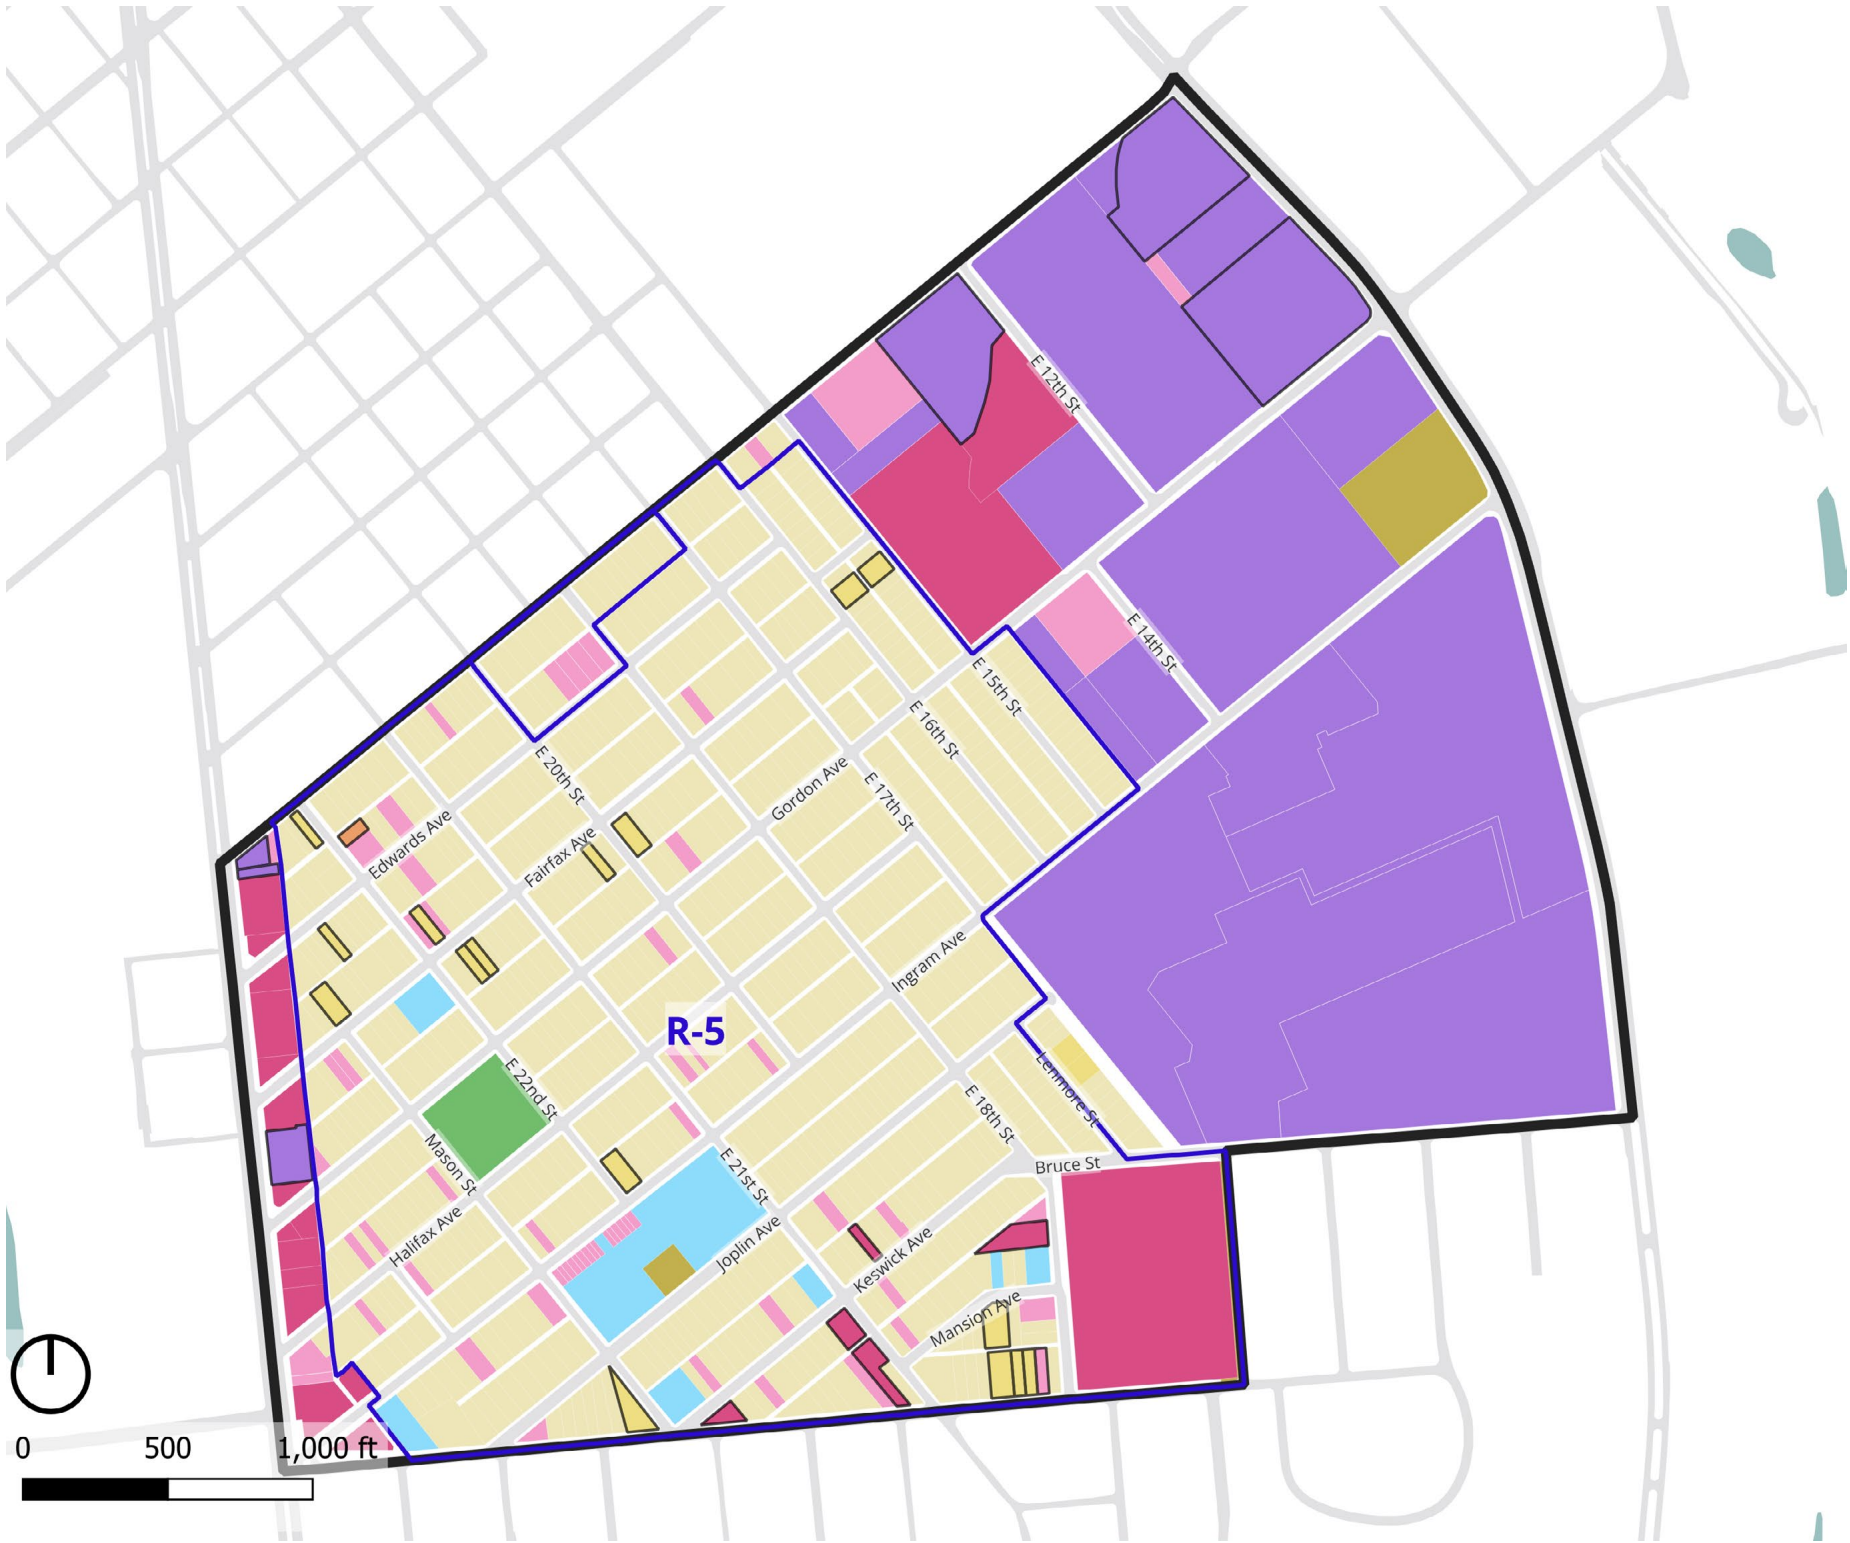 E 12th St
E 14th St
E 15th St
E 16th St
E 20th St
Gordon Ave
E 17th St
Edwards Ave
Fairfax Ave
Ingram Ave
R-5
E 22nd St
Lenmore St
E 18th St
Mason St
Bruce St
E 21st St
Halifax Ave
Joplin Ave
Keswick Ave
Mansion Ave
0 500 1,000 ft